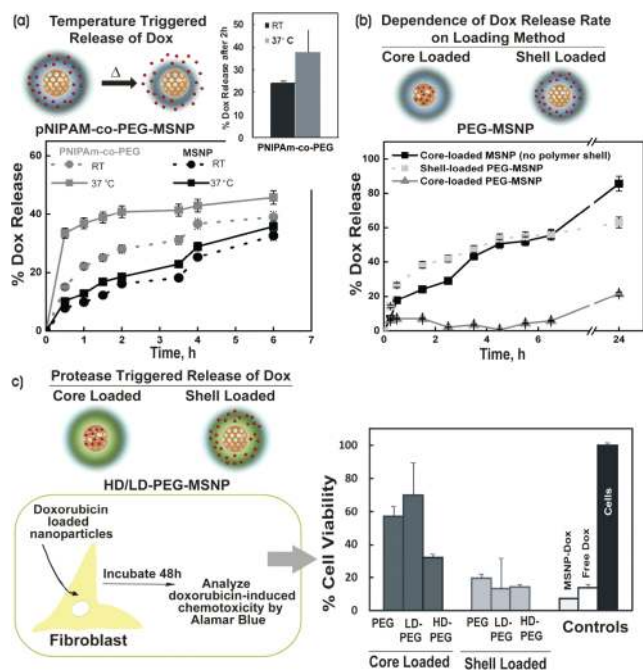 (a)
Temperature Triggered
Release of Dox
Δ
pNIPAM-co-PEG-MSNP
% Dox Release after 2h
RT
37° C
40
30
20
10
0
PNIPAm-co-PEG
PNIPAm-co-PEG
MSNP
RT
RT
37 °C
37°C
% Dox Release
60
40
20
0
0 1 2 3 4 5 6 7
Time, h
(b)
Dependence of Dox Release Rate
on Loading Method
Core Loaded
Shell Loaded
PEG-MSNP
Core-loaded MSNP (no polymer shell)
Shell-loaded PEG-MSNP
Core-loaded PEG-MSNP
% Dox Release
100
80
60
40
20
0
0 2 4 6 24
Time, h
c)
Protease Triggered Release of Dox
Core Loaded
Shell Loaded
HD/LD-PEG-MSNP
Doxorubicin
loaded
nanoparticles
Incubate 48h
Analyze
doxorubicin-induced
chemotoxicity by
Alamar Blue
Fibroblast
% Cell Viability
100
80
60
40
20
0
MSNP-Dox
Free Dox
Cells
PEG LD-PEG HD-PEG
PEG LD-PEG HD-PEG
Controls
Core Loaded
Shell Loaded